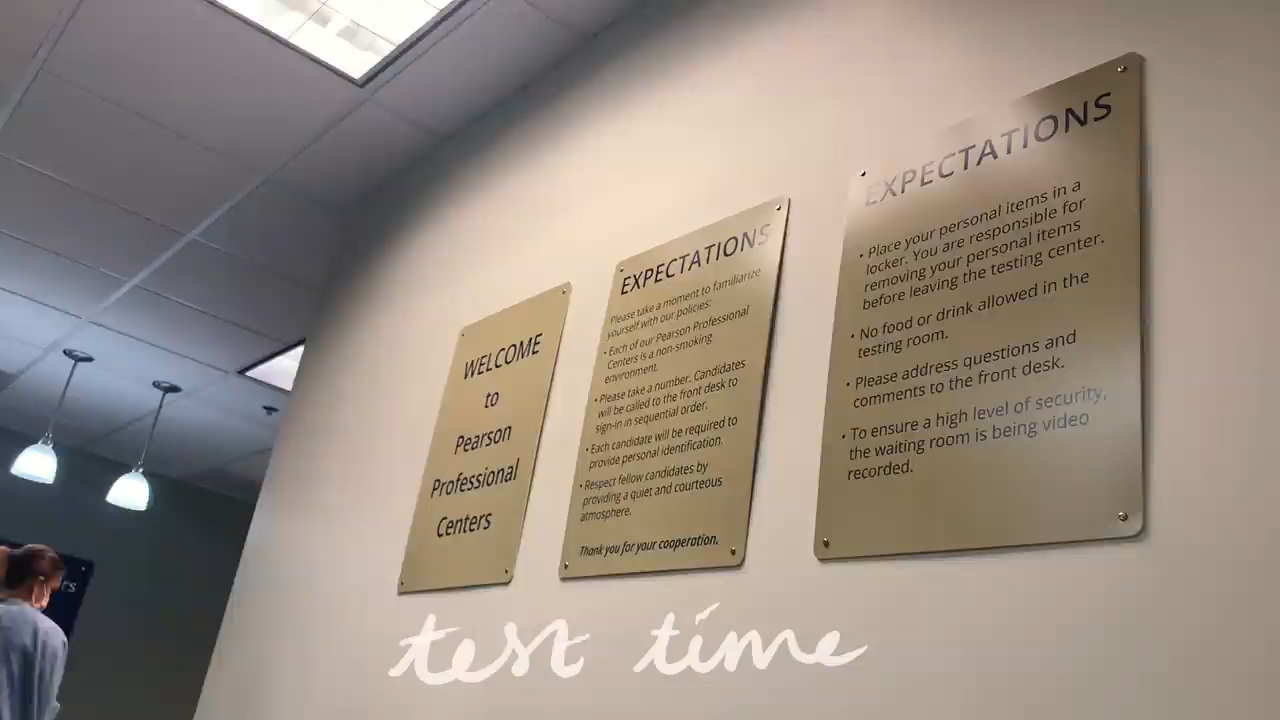 WELCOME
to
Pearson
Professional
Centers
EXPECTATIONS
Please take a moment to familiarize
yourself with our policies:
• Each of our Pearson Professional
Centers is a non-smoking
environment.
• Please take a number. Candidates
will be called to the front desk to
sign-in in sequential order.
• Each candidate will be required to
provide personal identification.
• Respect fellow candidates by
providing a quiet and courteous
atmosphere.
Thank you for your cooperation.
EXPECTATIONS
• Place your personal items in a
locker. You are responsible for
removing your personal items
before leaving the testing center.
• No food or drink allowed in the
testing room.
• Please address questions and
comments to the front desk.
• To ensure a high level of security,
the waiting room is being video
recorded.
test time